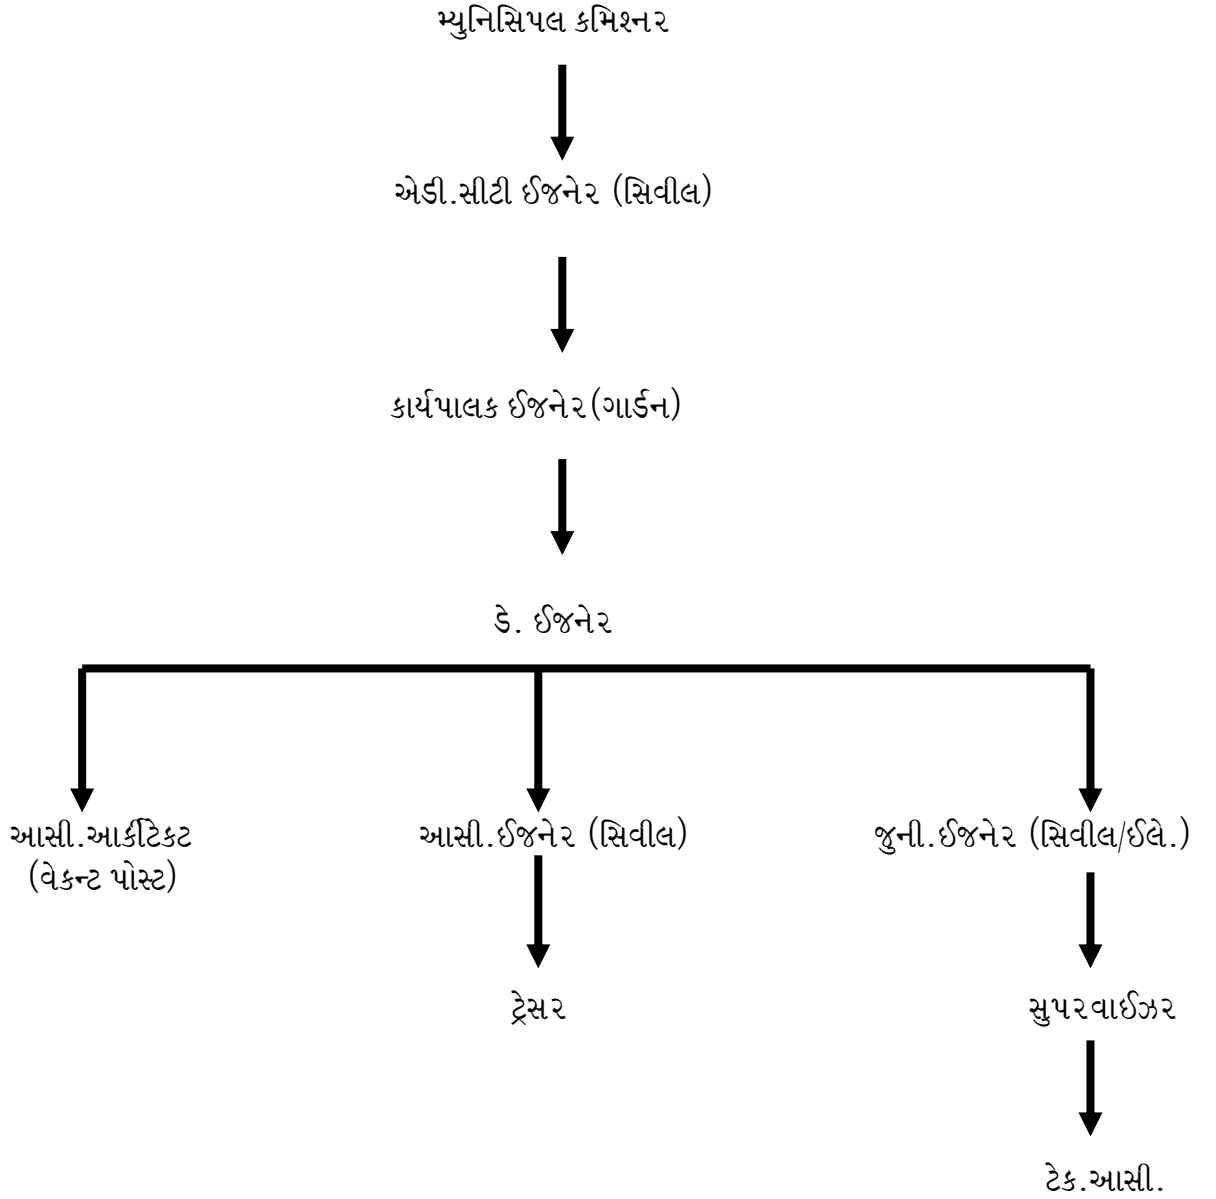 મ્યુનિસિપલ કમિશ્નર
એડી.સીટી ઈજનેર (સિવીલ)
કાર્યપાલક ઈજનેર(ગાર્ડન)
ડે. ઈજનેર
આસી.આર્કીટેકટ
(વેકન્ટ પોસ્ટ)
આસી.ઈજનેર (સિવીલ)
જુની.ઈજનેર (સિવીલ/ઈલે.)
ટ્રેસર
સુપરવાઈઝર
ટેક.આસી.